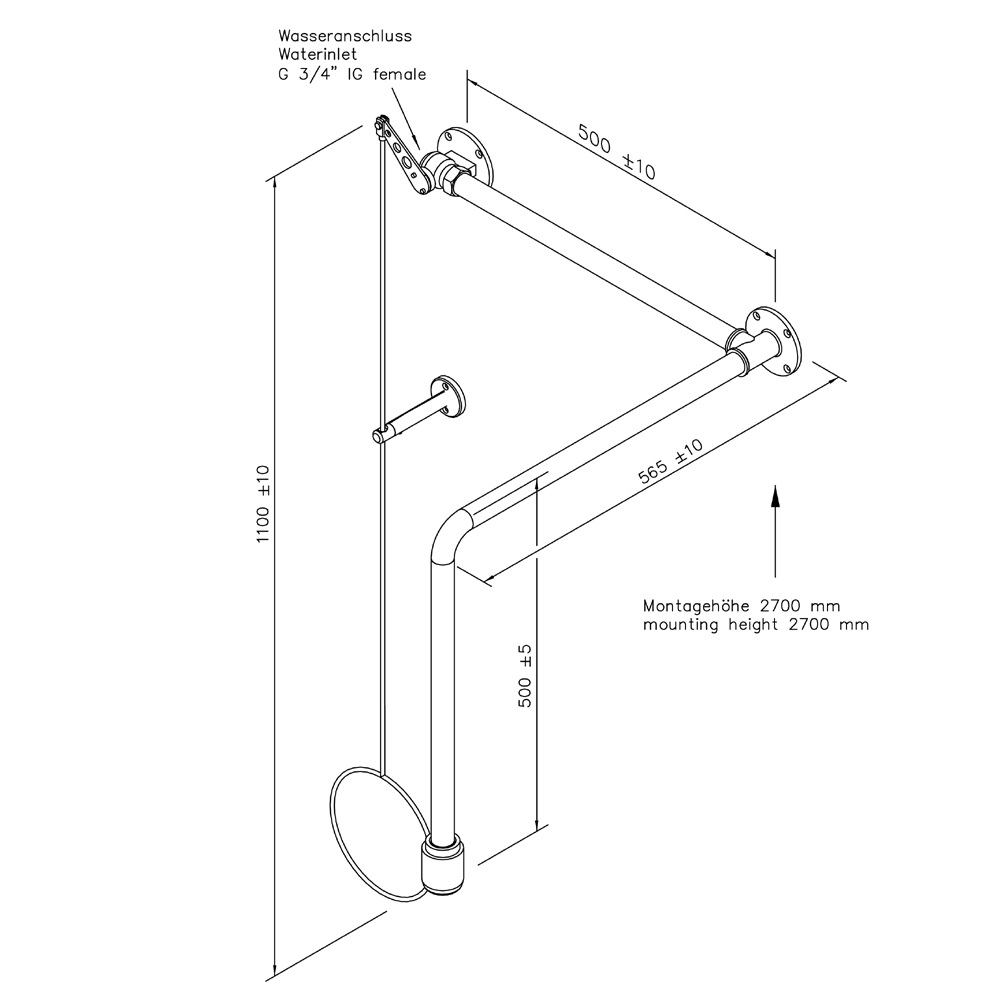 Wasseranschluss
Waterinlet
G 3/4" IG female
500 ±10
1100 ±10
565 ±10
500 ±5
Montagehöhe 2700 mm
mounting height 2700 mm